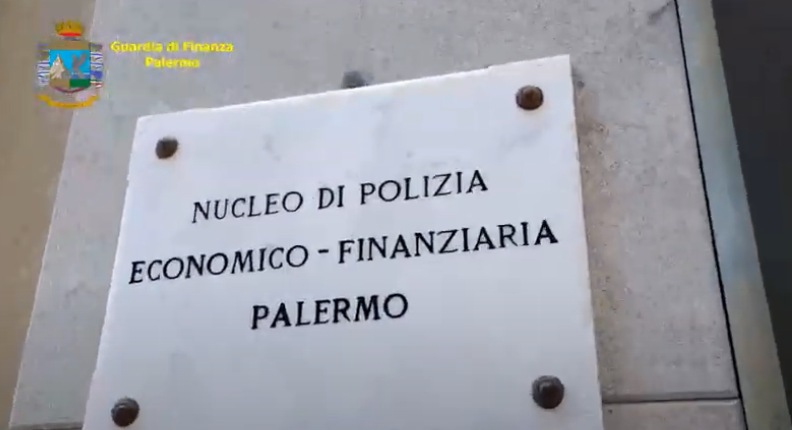 Guardia di Finanza
Palermo
NUCLEO DI POLIZIA
ECONOMICO - FINANZIARIA
PALERMO